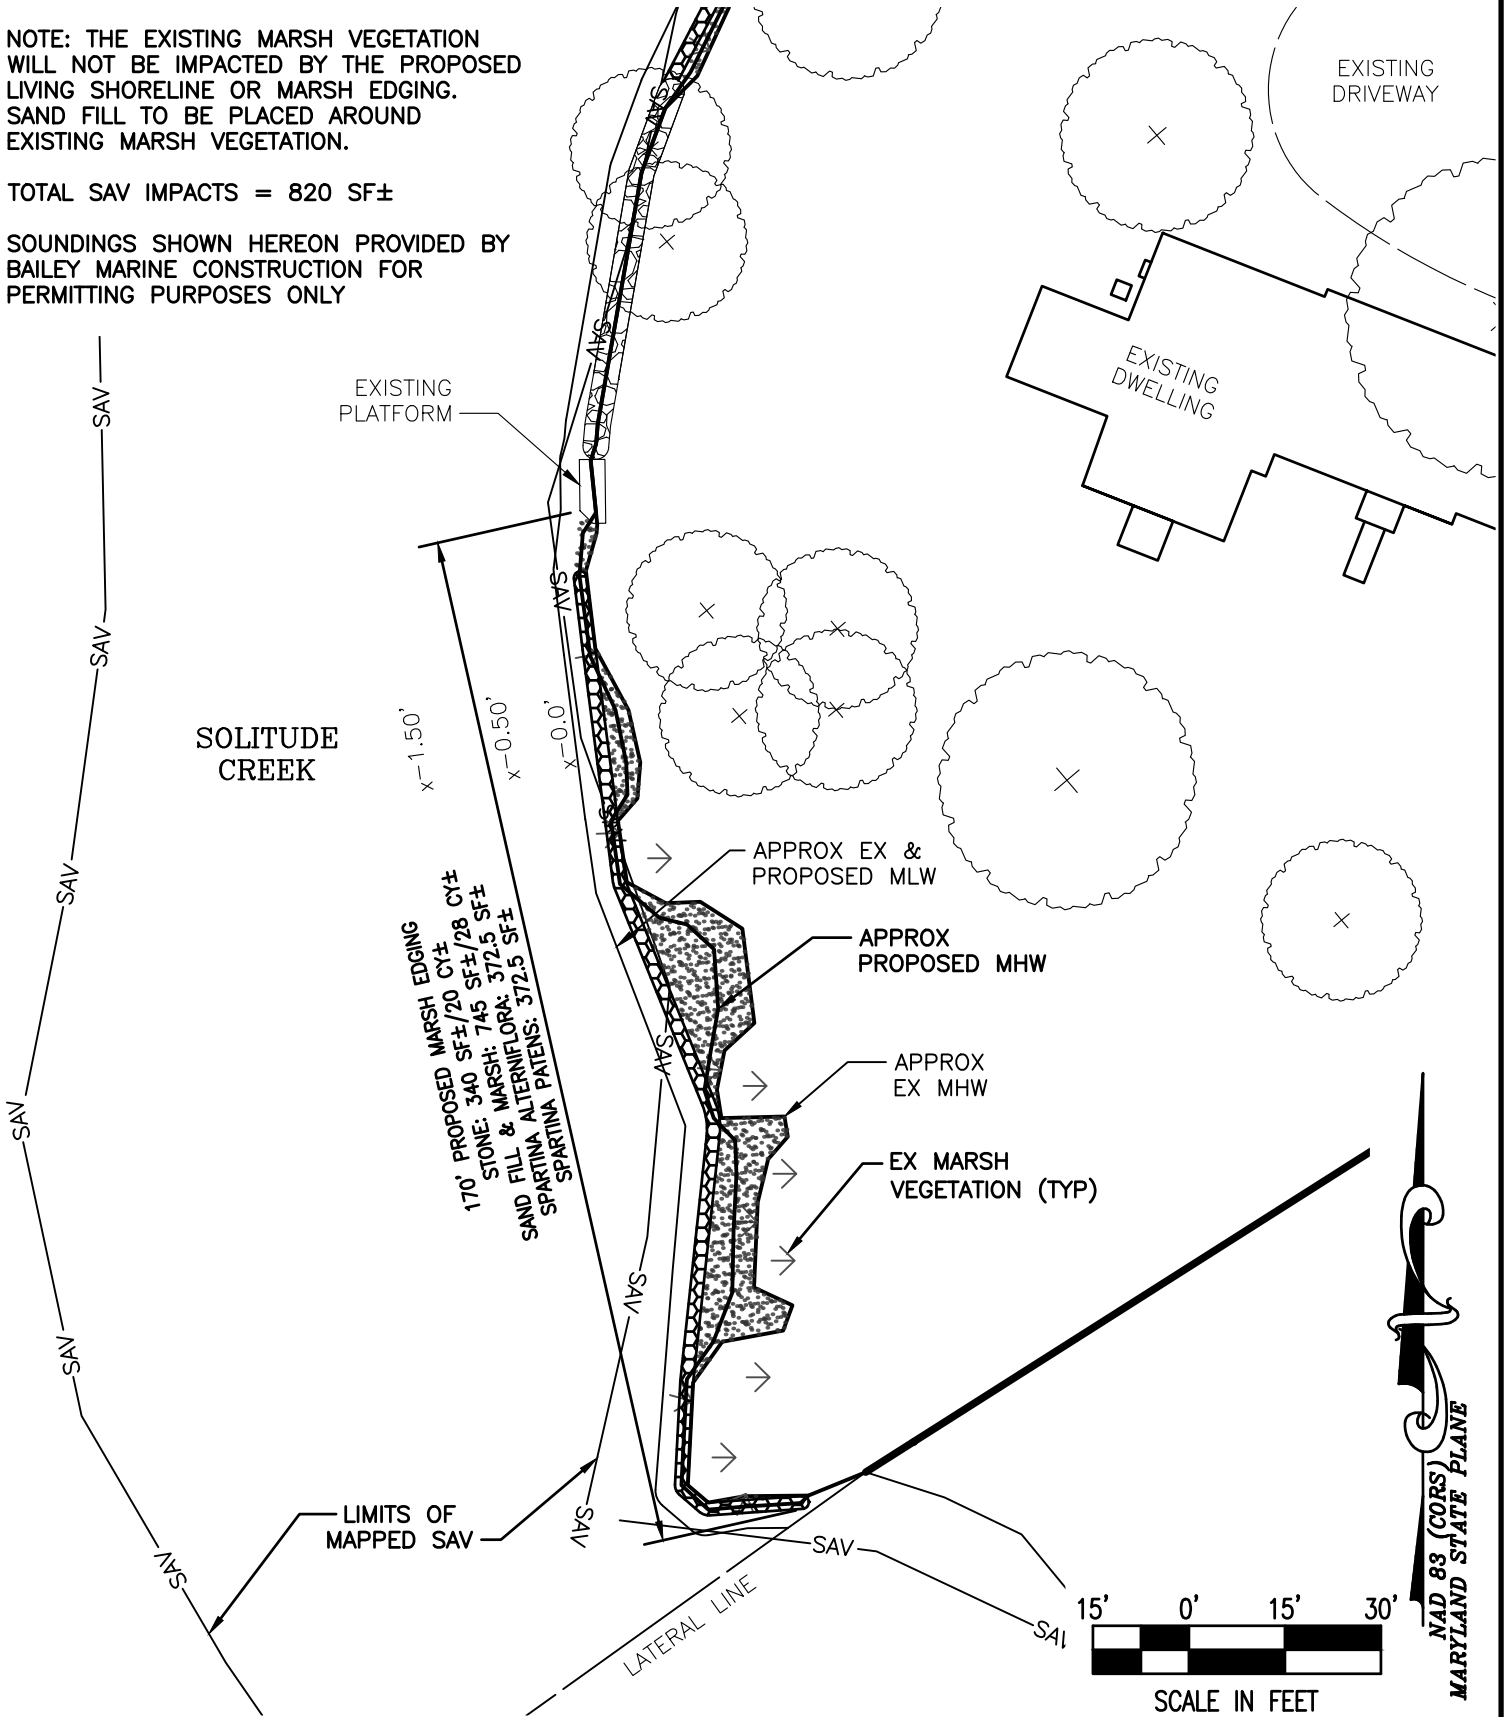 NOTE: THE EXISTING MARSH VEGETATION
WILL NOT BE IMPACTED BY THE PROPOSED
LIVING SHORELINE OR MARSH EDGING.
SAND FILL TO BE PLACED AROUND
EXISTING MARSH VEGETATION.
TOTAL SAV IMPACTS = 820 SF±
SOUNDINGS SHOWN HEREON PROVIDED BY
BAILEY MARINE CONSTRUCTION FOR
PERMITTING PURPOSES ONLY
EXISTING
DRIVEWAY
SAV
SAV
EXISTING
DWELLING
EXISTING
PLATFORM
SAV
SAV
SAV
SOLITUDE
CREEK
x-1.50'
x-0.50'
x-0.0'
APPROX EX &
PROPOSED MLW
SAV
APPROX
PROPOSED MHW
170' PROPOSED MARSH EDGING
STONE: 340 SF±/20 CY±
SAND FILL & MARSH: 745 SF±/28 CY±
SPARTINA ALTERNIFLORA: 372.5 SF±
SPARTINA PATENS: 372.5 SF±
SAV
APPROX
EX MHW
SAV
EX MARSH
VEGETATION (TYP)
SAV
SAV
LIMITS OF
MAPPED SAV
SAV
SAV
SAV
LATERAL LINE
15' 0' 15' 30'
SCALE IN FEET
NAD 83 (CORS)
MARYLAND STATE PLANE